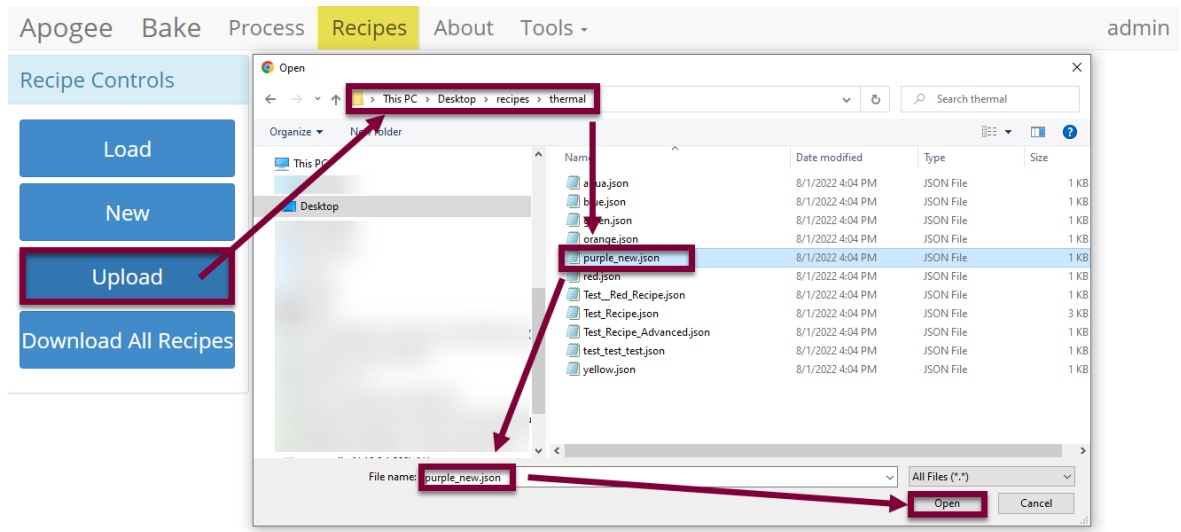 Apogee Bake Process Recipes About Tools admin
Recipe Controls
Load
New
Upload
Download All Recipes
Open
This PC > Desktop > recipes > thermal
Search thermal
Organize
This PC
Desktop
Name Date modified Type Size
8/1/2022 4:04 PM JSON File 1 KB
8/1/2022 4:04 PM JSON File 1 KB
8/1/2022 4:04 PM JSON File 1 KB
orange.json 8/1/2022 4:04 PM JSON File 1 KB
purple_new.json 8/1/2022 4:04 PM JSON File 1 KB
red.json 8/1/2022 4:04 PM JSON File 1 KB
Test__Red_Recipe.json 8/1/2022 4:04 PM JSON File 1 KB
Test_Recipe.json 8/1/2022 4:04 PM JSON File 3 KB
Test_Recipe_Advanced.json 8/1/2022 4:04 PM JSON File 1 KB
test_test_test.json 8/1/2022 4:04 PM JSON File 1 KB
yellow.json 8/1/2022 4:04 PM JSON File 1 KB
File name: purple_new.json All Files (*.*)
Open Cancel